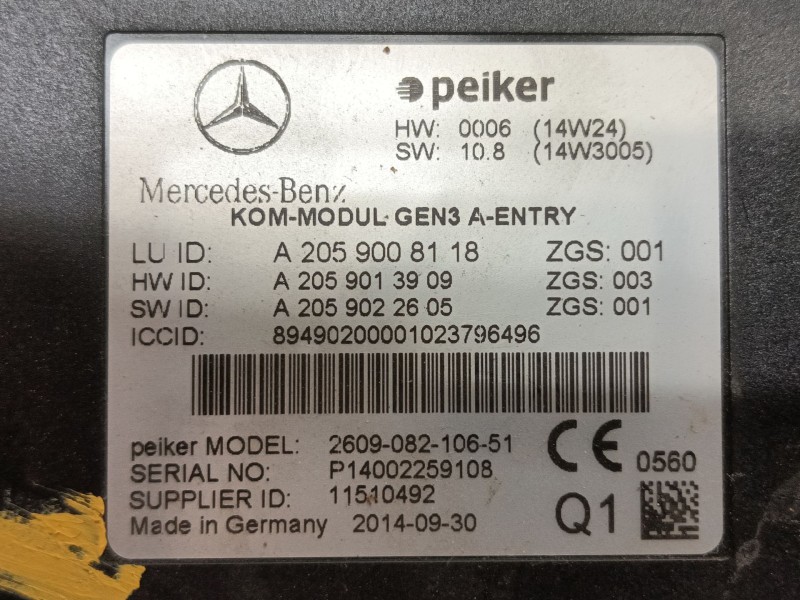 peiker
HW: 0006 (14W24)
SW: 10.8 (14W3005)
Mercedes-Benz
KOM-MODUL GEN3 A-ENTRY
LU ID: A 205 900 81 18 ZGS: 001
HW ID: A 205 901 39 09 ZGS: 003
SW ID: A 205 902 26 05 ZGS: 001
ICCID: 89490200001023796496
peiker MODEL: 2609-082-106-51
SERIAL NO: P14002259108
SUPPLIER ID: 11510492
Made in Germany 2014-09-30
CE 0560
Q1